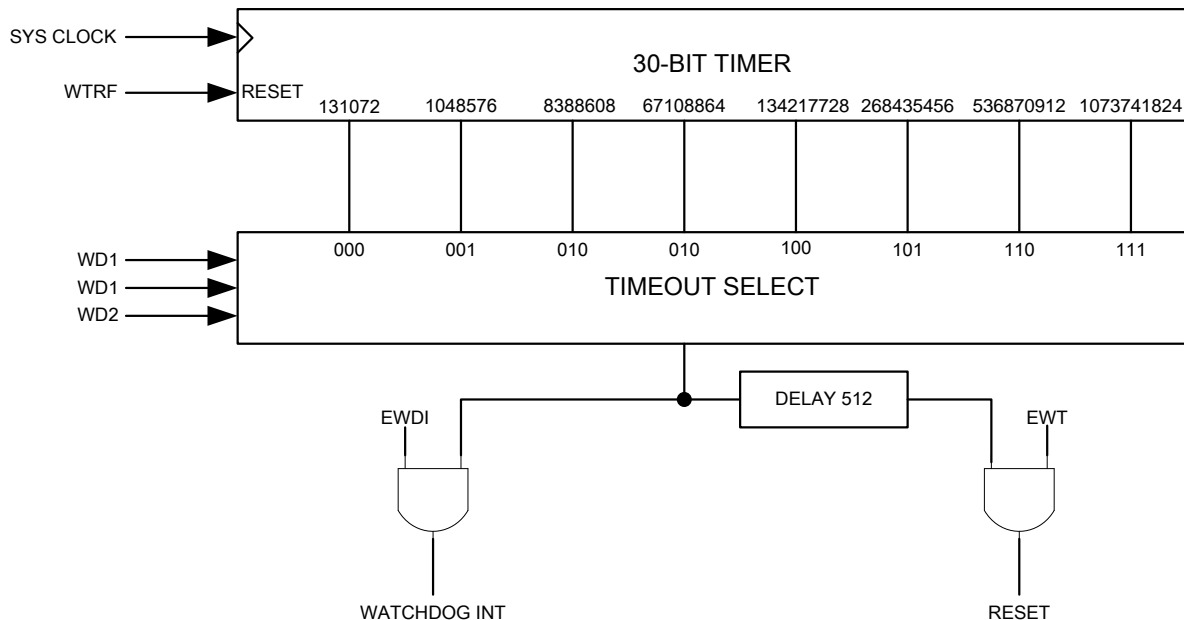 SYS CLOCK
30-BIT TIMER
WTRF
RESET
131072 1048576 8388608 67108864 134217728 268435456 536870912 1073741824
000 001 010 010 100 101 110 111
WD1
TIMEOUT SELECT
WD1
WD2
DELAY 512
EWDI
EWT
WATCHDOG INT
RESET